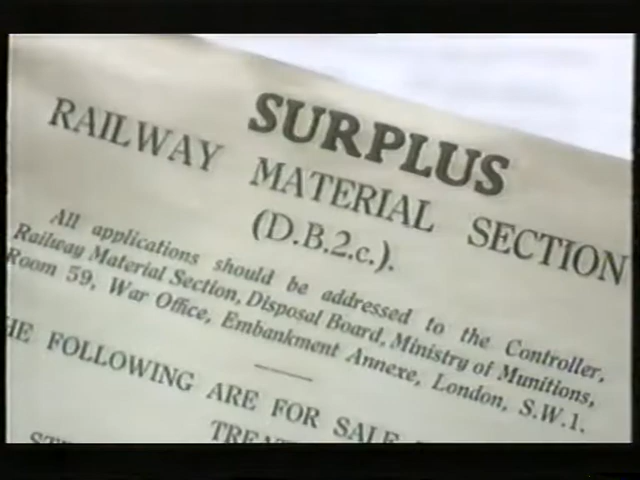 SURPLUS
RAILWAY MATERIAL SECTION
(D.B.2.c.).
All applications should be addressed to the Controller,
Railway Material Section, Disposal Board, Ministry of Munitions,
Room 59, War Office, Embankment Annexe, London, S.W.1.
THE FOLLOWING ARE FOR SALE